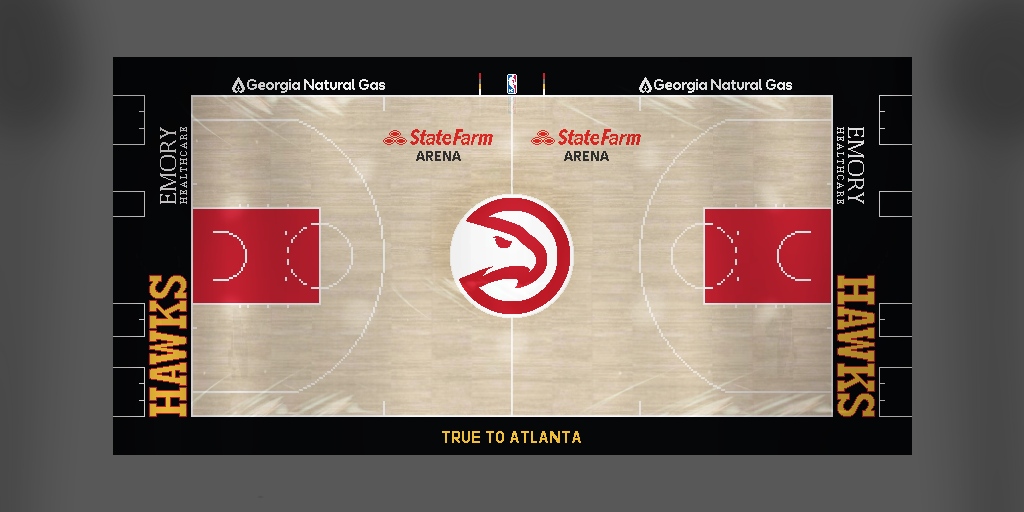 Georgia Natural Gas
Georgia Natural Gas
StateFarm
ARENA
StateFarm
ARENA
EMORY
HEALTHCARE
EMORY
HEALTHCARE
HAWKS
HAWKS
TRUE TO ATLANTA